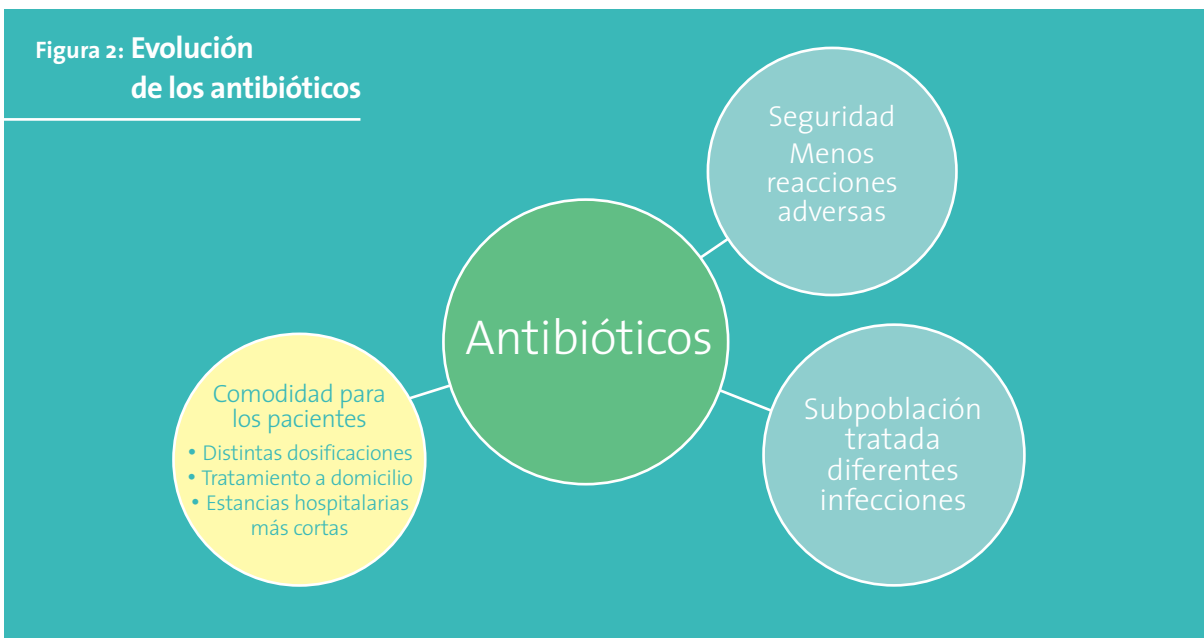 Figura 2: Evolución
de los antibióticos
Seguridad
Menos
reacciones
adversas
Antibióticos
Comodidad para
los pacientes
• Distintas dosificaciones
• Tratamiento a domicilio
• Estancias hospitalarias
más cortas
Subpoblación
tratada
diferentes
infecciones